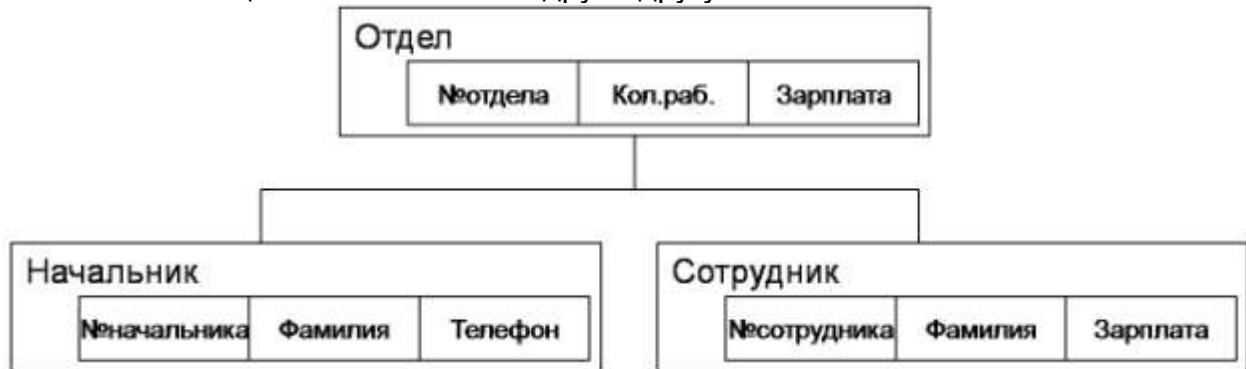 Отдел
№отдела Кол.раб. Зарплата
Начальник
№начальника Фамилия Телефон
Сотрудник
№сотрудника Фамилия Зарплата